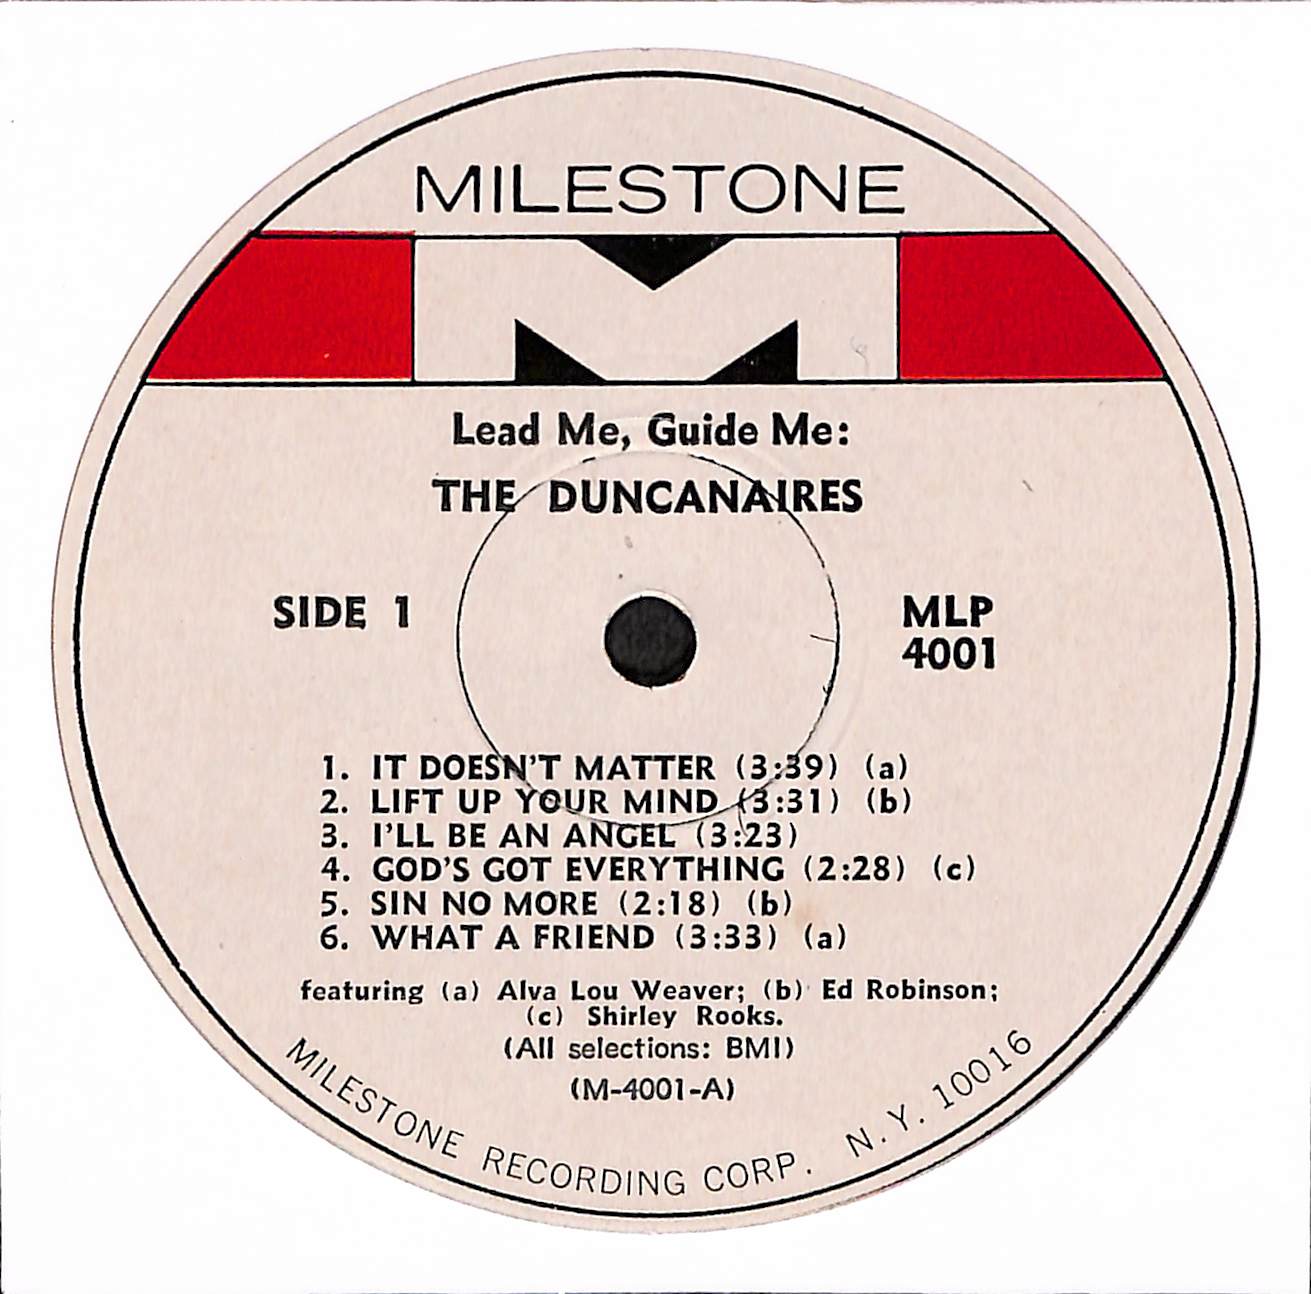 MILESTONE
Lead Me, Guide Me:
THE DUNCANAIRES
SIDE 1
MLP
4001
1. IT DOESN'T MATTER (3:39) (a)
2. LIFT UP YOUR MIND (3:31) (b)
3. I'LL BE AN ANGEL (3:23)
4. GOD'S GOT EVERYTHING (2:28) (c)
5. SIN NO MORE (2:18) (b)
6. WHAT A FRIEND (3:33) (a)
featuring (a) Alva Lou Weaver; (b) Ed Robinson;
(c) Shirley Rooks.
(All selections: BMI)
(M-4001-A)
MILESTONE RECORDING CORP. N.Y. 10016